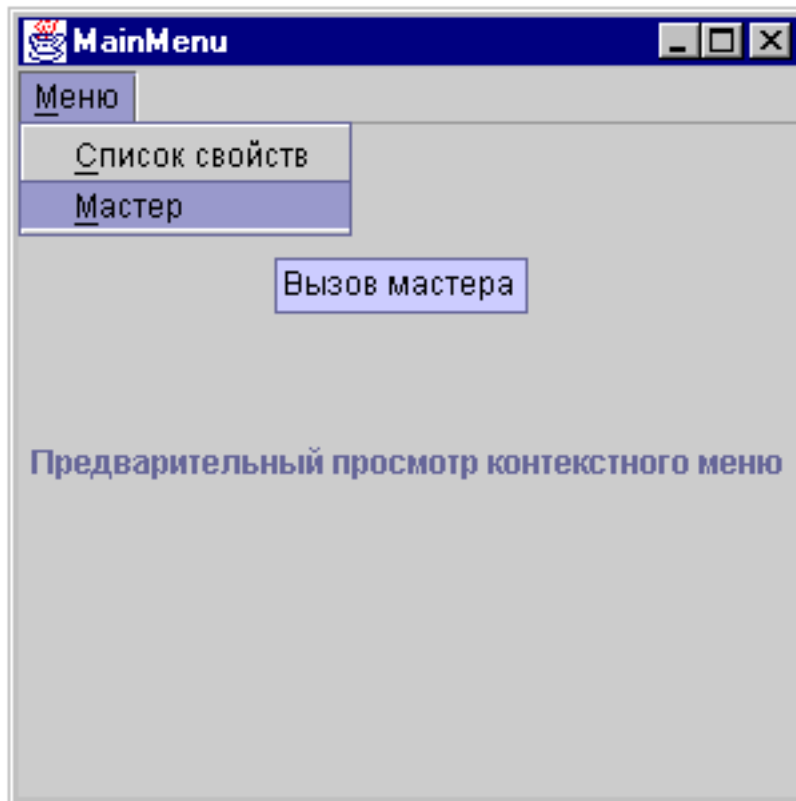 MainMenu
Меню
Список свойств
Мастер
Вызов мастера
Предварительный просмотр контекстного меню